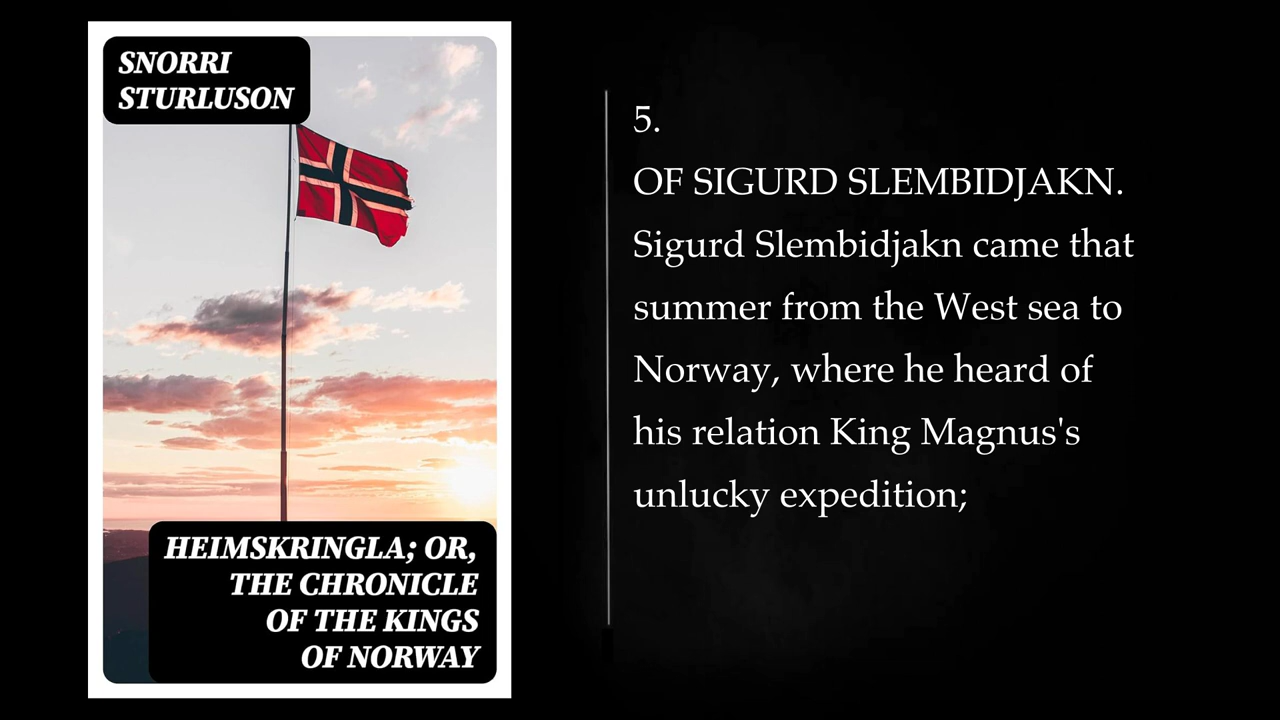 SNORRI
STURLUSON
HEIMSKRINGLA; OR,
THE CHRONICLE
OF THE KINGS
OF NORWAY
5.
OF SIGURD SLEMBIDJAKN.
Sigurd Slembidjakn came that
summer from the West sea to
Norway, where he heard of
his relation King Magnus's
unlucky expedition;